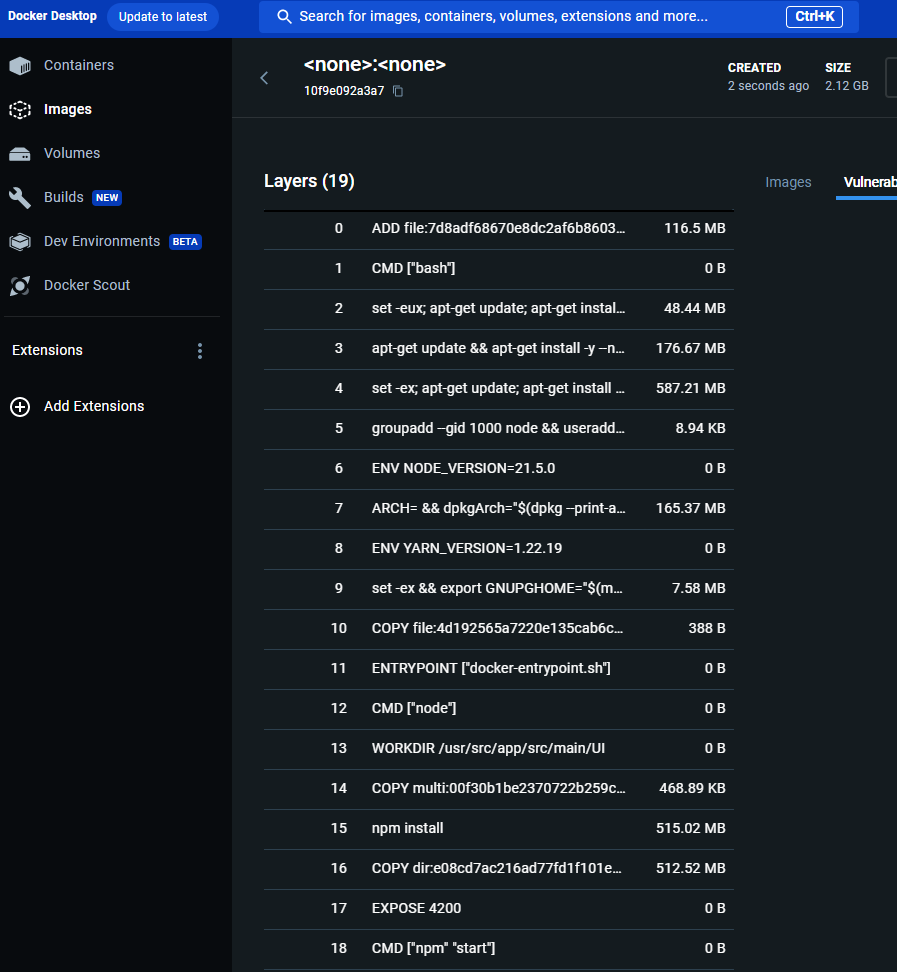 Docker Desktop Update to latest Search for images, containers, volumes, extensions and more... Ctrl+K
Containers
Images
Volumes
Builds NEW
Dev Environments BETA
Docker Scout
Extensions
Add Extensions
<none>:<none>
10f9e092a3a7
CREATED
2 seconds ago
SIZE
2.12 GB
Layers (19)
Images Vulnerab
0 ADD file:7d8adf68670e8dc2af6b8603... 116.5 MB
1 CMD ["bash"] 0 B
2 set -eux; apt-get update; apt-get instal... 48.44 MB
3 apt-get update && apt-get install -y --n... 176.67 MB
4 set -ex; apt-get update; apt-get install ... 587.21 MB
5 groupadd --gid 1000 node && useradd... 8.94 KB
6 ENV NODE_VERSION=21.5.0 0 B
7 ARCH= && dpkgArch="$(dpkg --print-a... 165.37 MB
8 ENV YARN_VERSION=1.22.19 0 B
9 set -ex && export GNUPGHOME="$(m... 7.58 MB
10 COPY file:4d192565a7220e135cab6c... 388 B
11 ENTRYPOINT ["docker-entrypoint.sh"] 0 B
12 CMD ["node"] 0 B
13 WORKDIR /usr/src/app/src/main/UI 0 B
14 COPY multi:00f30b1be2370722b259c... 468.89 KB
15 npm install 515.02 MB
16 COPY dir:e08cd7ac216ad77fd1f101e... 512.52 MB
17 EXPOSE 4200 0 B
18 CMD ["npm" "start"] 0 B